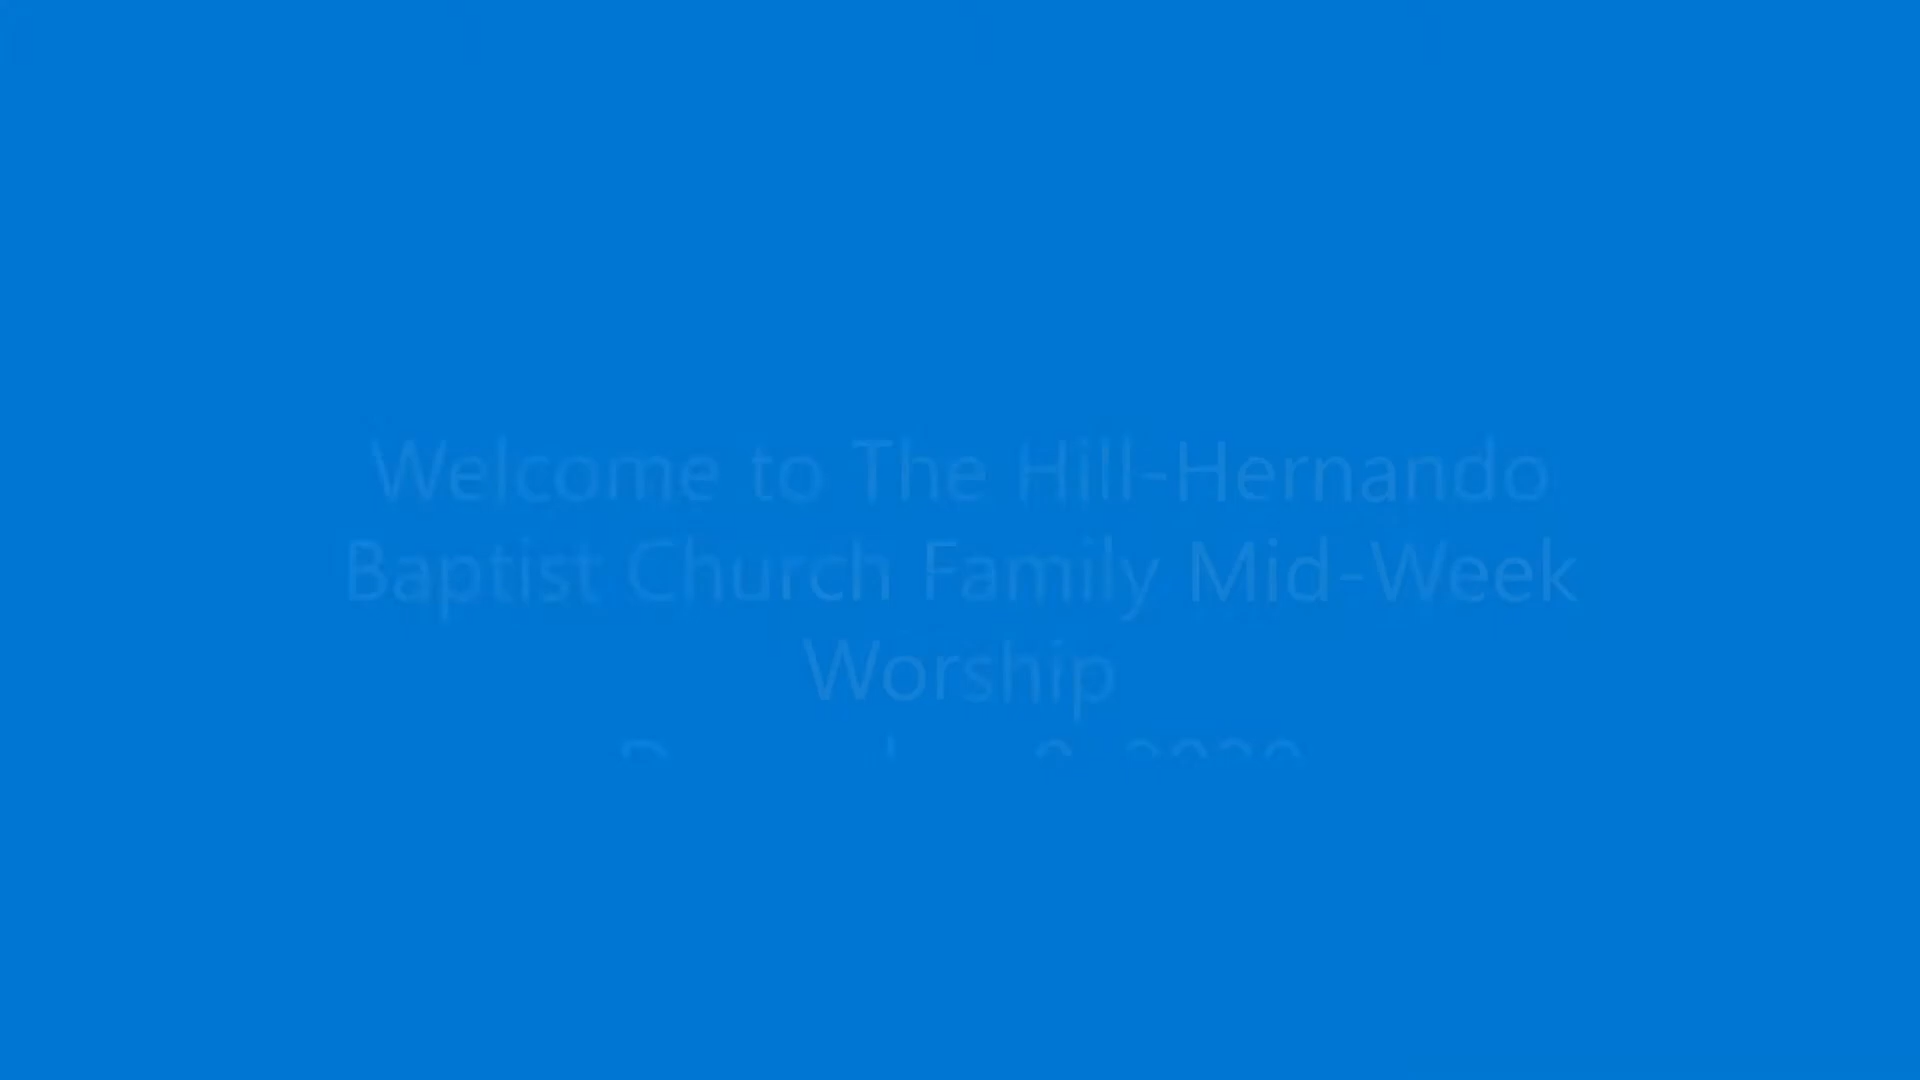 Welcome to The Hill-Hernando
Baptist Church Family Mid-Week
Worship